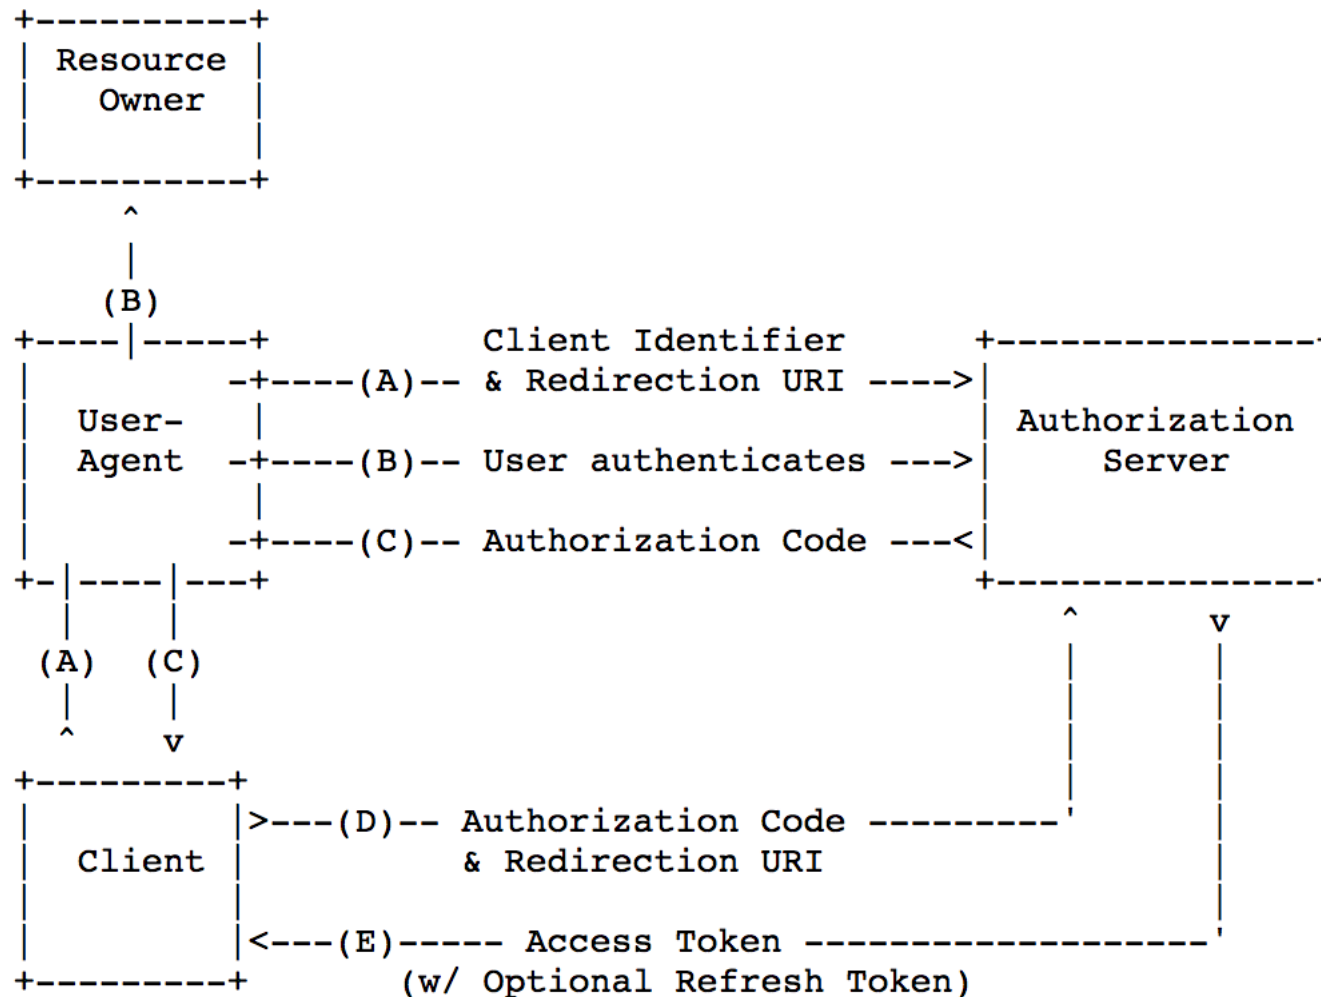 +----------+
| Resource |
|   Owner  |
|          |
+----------+
     ^
     |
    (B)
+----|-----+          Client Identifier      +---------------+
|         -+----(A)-- & Redirection URI ---->|
|  User-   |                                 | Authorization
|  Agent  -+----(B)-- User authenticates --->|     Server
|          |                                 |
|         -+----(C)-- Authorization Code ---<|
+-|----|---+                                 +---------------+
  |    |                                         ^      v
 (A)  (C)                                        |      |
  |    |                                         |      |
  ^    v                                         |      |
+---------+                                      |      |
|         |>---(D)-- Authorization Code ---------'      |
|  Client |          & Redirection URI                  |
|         |                                             |
|         |<---(E)----- Access Token -------------------'
+---------+       (w/ Optional Refresh Token)